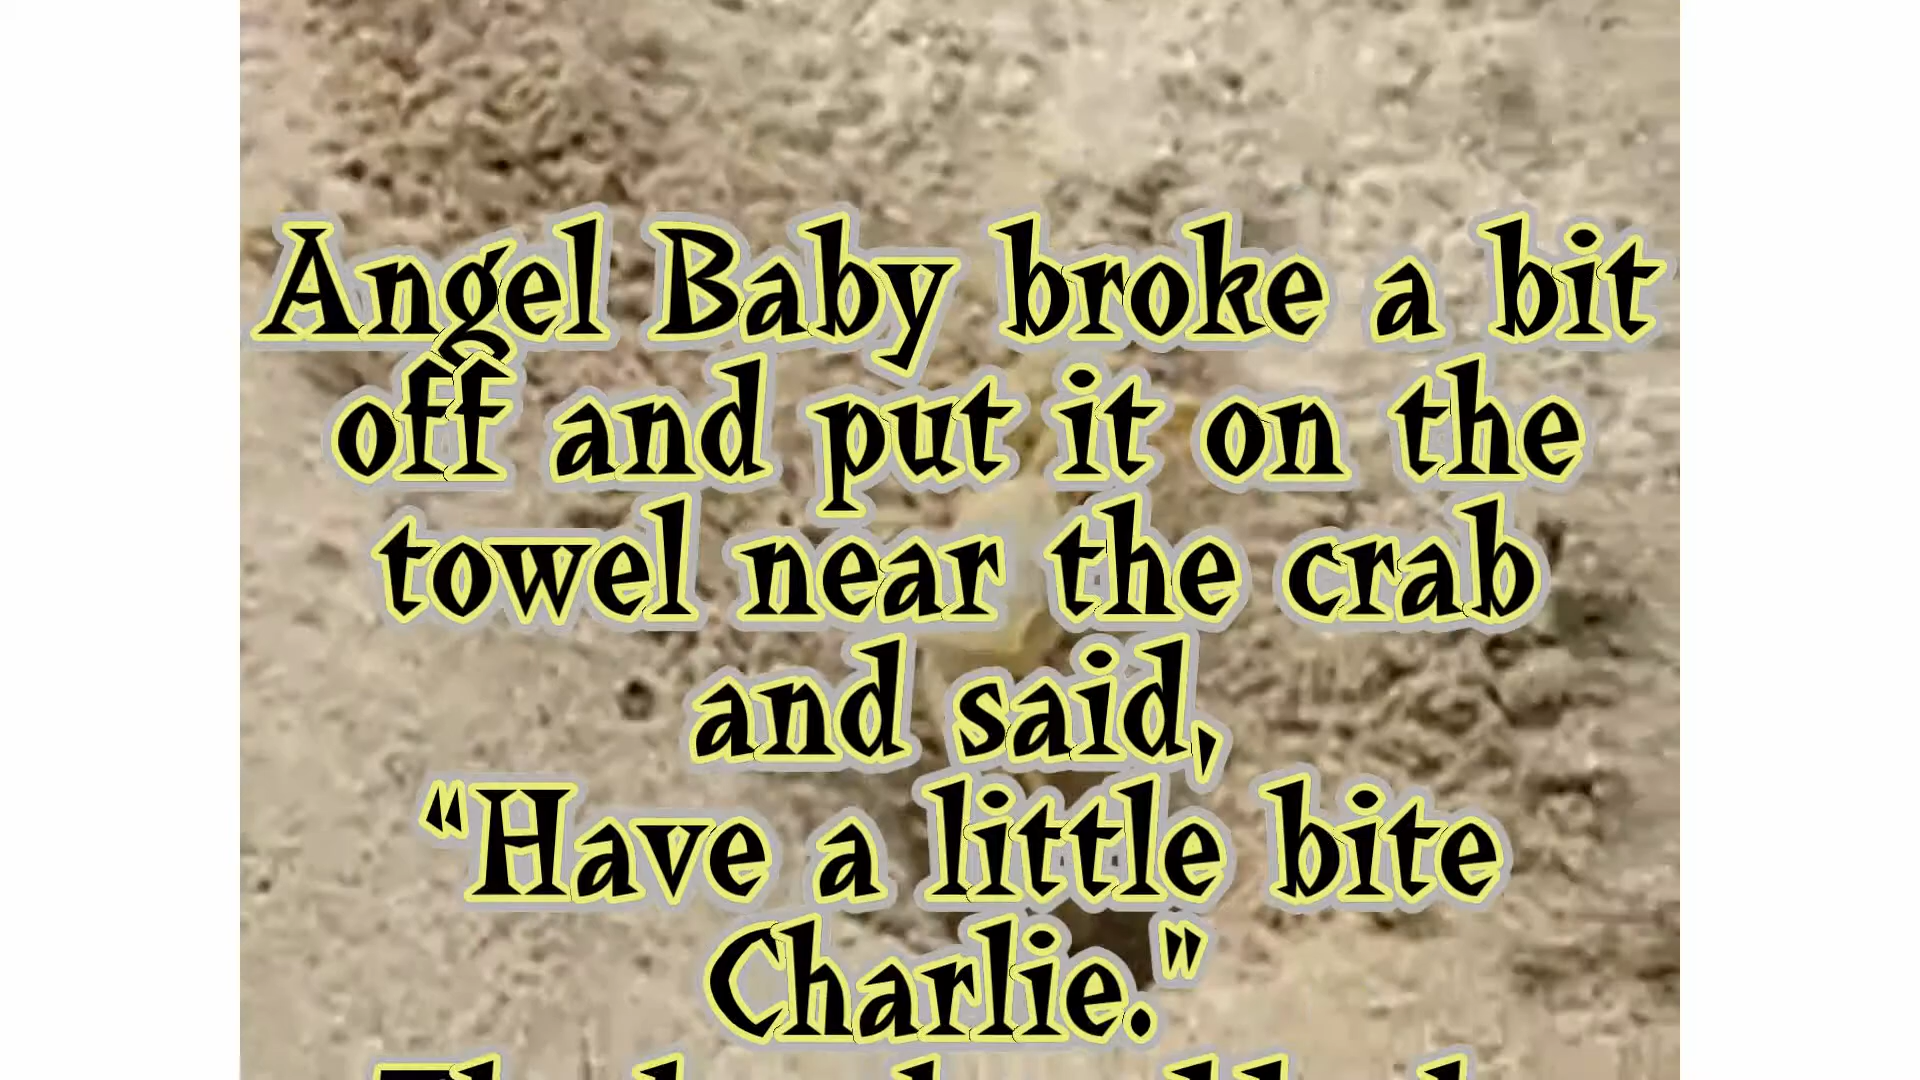 Angel Baby broke a bit
off and put it on the
towel near the crab
and said,
“Have a little bite
Charlie."